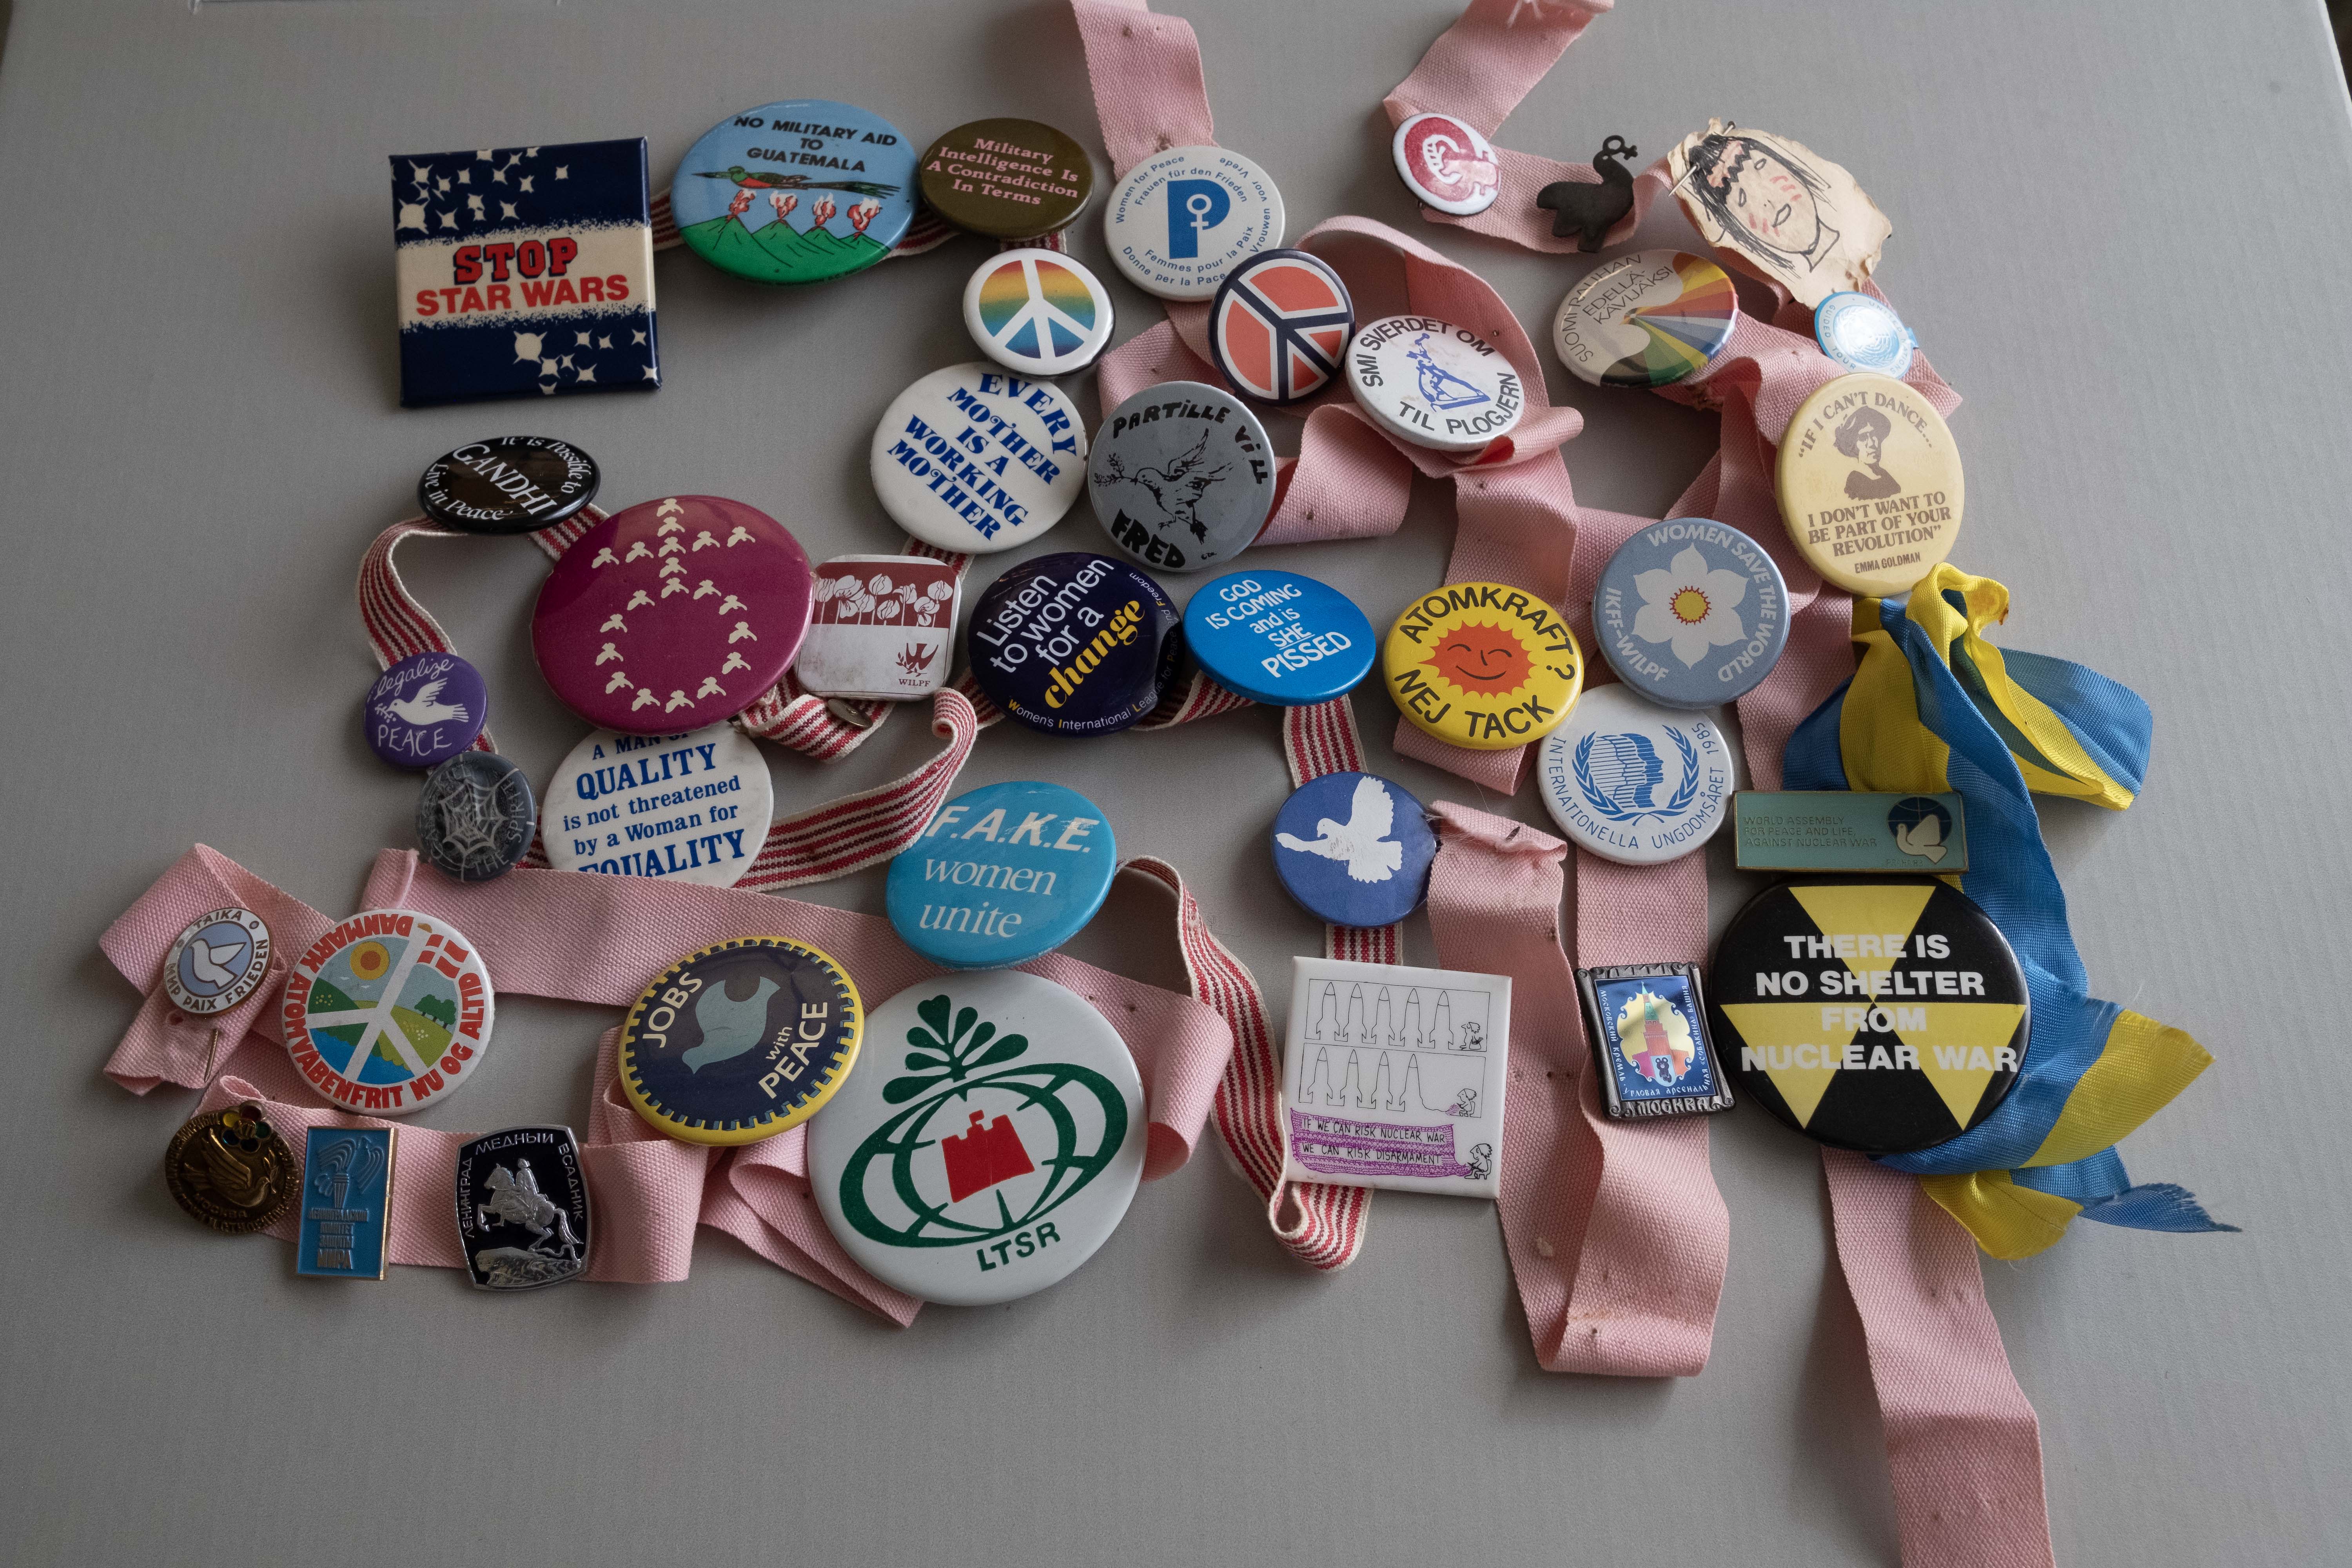 STOP
STAR WARS
NO MILITARY AID
TO
GUATEMALA
Military
Intelligence Is
A Contradiction
In Terms
Women for Peace
Frauen für den Frieden
Vrouwen voor Vrede
Femmes pour la Paix
Donne per la Pace
P
SUOMI RAUHAN
EDELLÄ-
KÄVIJÄKSI
SMI SVERDET OM
TIL PLOGJERN
EVERY
MOTHER
IS A
WORKING
MOTHER
PARTiLLE ViLL
FRED
"IF I CAN'T DANCE...
I DON'T WANT TO
BE PART OF YOUR
REVOLUTION"
EMMA GOLDMAN
It is Possible to
GANDHI
Live in Peace
Listen
to women
for a
change
Women's International League for Peace and Freedom
GOD
IS COMING
and is
SHE
PISSED
ATOMKRAFT?
NEJ TACK
WOMEN SAVE THE WORLD
IKFF-WILPF
WILPF
legalize
PEACE
A MAN OF
QUALITY
is not threatened
by a Woman for
EQUALITY
THE SPIRIT
F.A.K.E.
women
unite
INTERNATIONELLA UNGDOMSÅRET 1985
WORLD ASSEMBLY
FOR PEACE AND LIFE,
AGAINST NUCLEAR WAR
THERE IS
NO SHELTER
FROM
NUCLEAR WAR
TAIKA
MMP PAIX FRIEDEN
DANMARK ATOMVÅBENFRIT NU OG ALTID!!
JOBS
with
PEACE
LTSR
IF WE CAN RISK NUCLEAR WAR
WE CAN RISK DISARMAMENT
МОСКОВСКИЙ КРЕМЛЬ
МОСКВА
МОСКВА
МИРА
ЛЕНИНГРАД
МЕДНЫЙ
ВСАДНИК